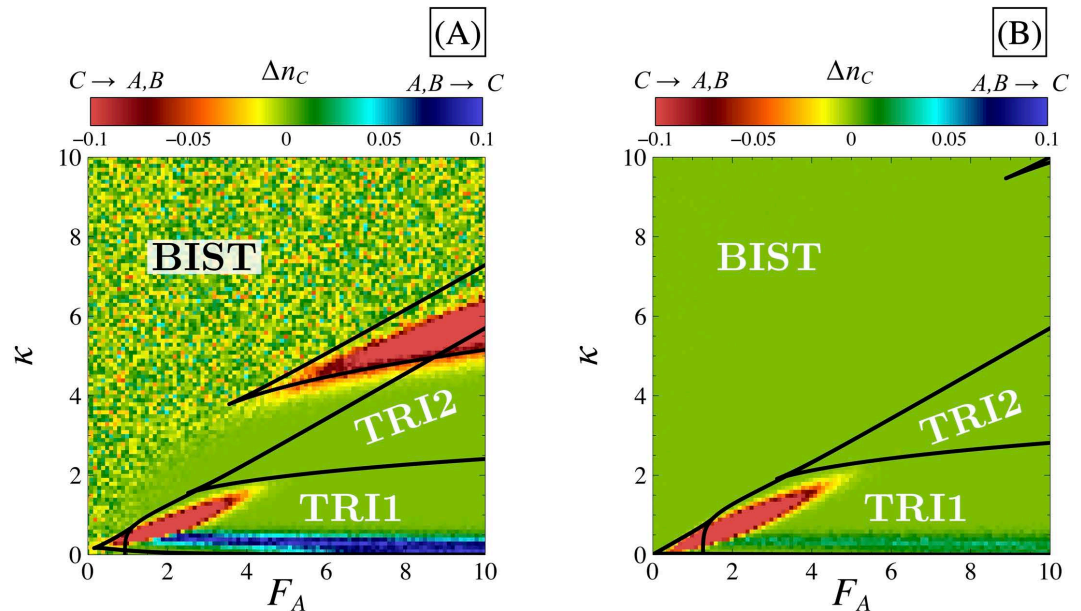 (A)
C → A,B Δn_C A,B → C
−0.1 −0.05 0 0.05 0.1
10
8
6
4
2
0
κ
BIST
TRI2
TRI1
0 2 4 6 8 10
F_A
(B)
C → A,B Δn_C A,B → C
−0.1 −0.05 0 0.05 0.1
10
8
6
4
2
0
κ
BIST
TRI2
TRI1
0 2 4 6 8 10
F_A